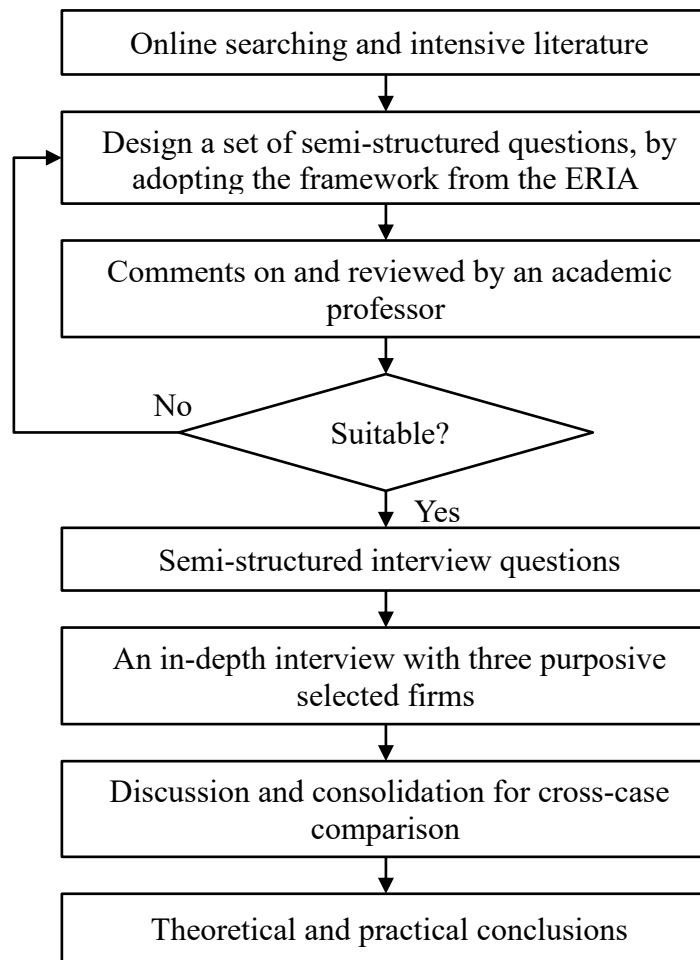 Online searching and intensive literature
Design a set of semi-structured questions, by
adopting the framework from the ERIA
Comments on and reviewed by an academic
professor
No
Suitable?
Yes
Semi-structured interview questions
An in-depth interview with three purposive
selected firms
Discussion and consolidation for cross-case
comparison
Theoretical and practical conclusions